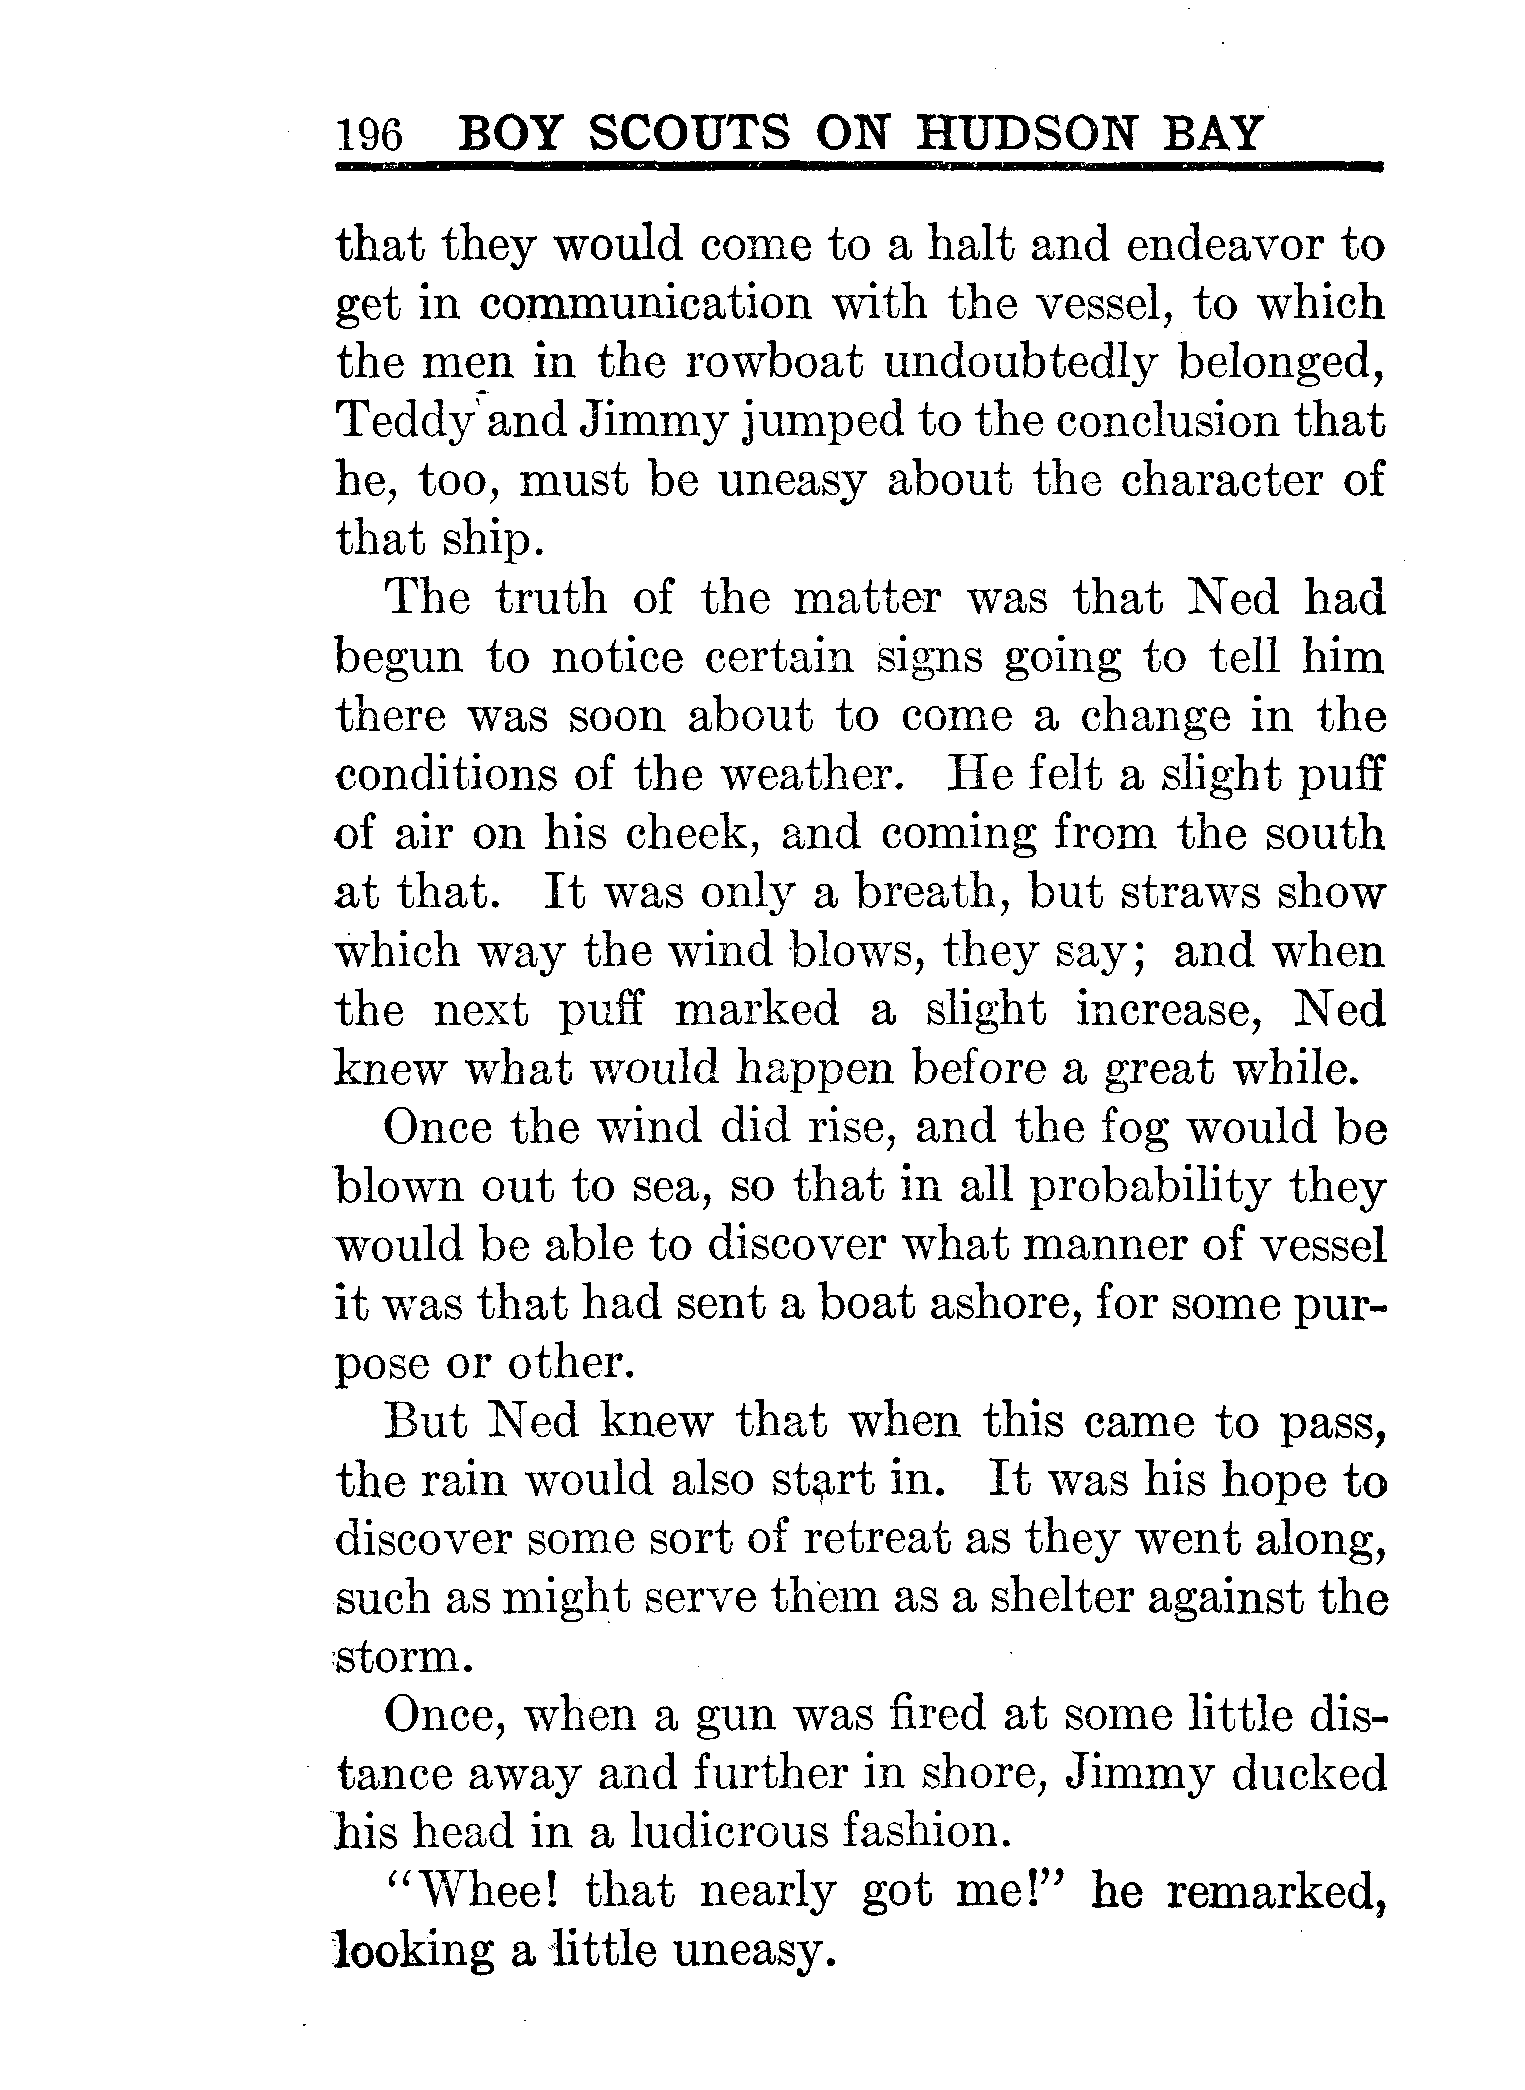 196 BOY SCOUTS ON HUDSON BAY
that they would come to a halt and endeavor to
get in communication with the vessel, to which
the men in the rowboat undoubtedly belonged,
Teddy and Jimmy jumped to the conclusion that
he, too, must be uneasy about the character of
that ship.
The truth of the matter was that Ned had
begun to notice certain signs going to tell him
there was soon about to come a change in the
conditions of the weather. He felt a slight puff
of air on his cheek, and coming from the south
at that. It was only a breath, but straws show
which way the wind blows, they say; and when
the next puff marked a slight increase, Ned
knew what would happen before a great while.
Once the wind did rise, and the fog would be
blown out to sea, so that in all probability they
would be able to discover what manner of vessel
it was that had sent a boat ashore, for some pur-
pose or other.
But Ned knew that when this came to pass,
the rain would also start in. It was his hope to
discover some sort of retreat as they went along,
such as might serve them as a shelter against the
storm.
Once, when a gun was fired at some little dis-
tance away and further in shore, Jimmy ducked
his head in a ludicrous fashion.
“Whee! that nearly got me!” he remarked,
looking a little uneasy.